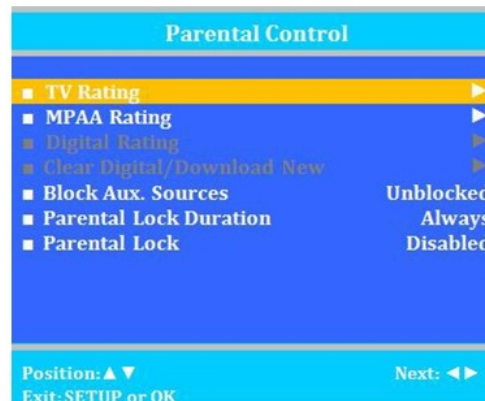 Parental Control
■ TV Rating ▶
■ MPAA Rating ▶
■ Digital Rating ▶
■ Clear Digital/Download New ▶
■ Block Aux. Sources Unblocked
■ Parental Lock Duration Always
■ Parental Lock Disabled
Position:▲ ▼ Next: ◀▶
Exit: SETUP or OK